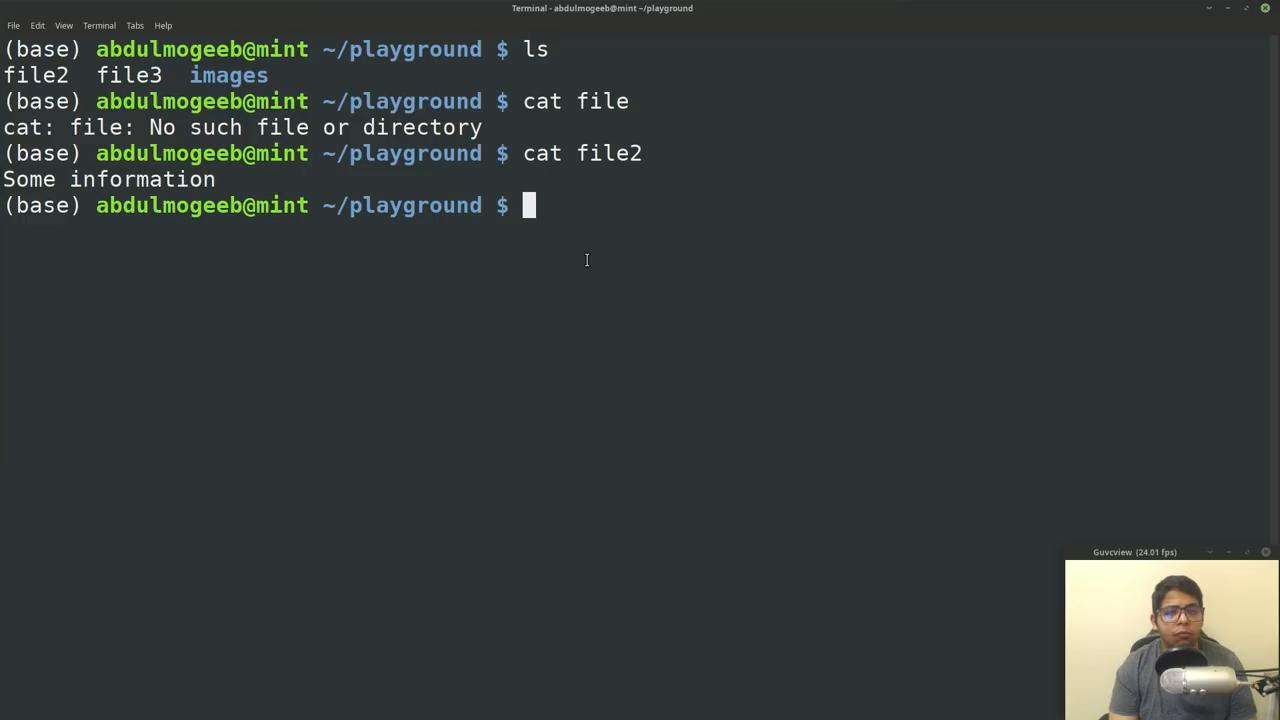 Terminal - abdulmogeeb@mint ~/playground
File Edit View Terminal Tabs Help
(base) abdulmogeeb@mint ~/playground $ ls
file2 file3 images
(base) abdulmogeeb@mint ~/playground $ cat file
cat: file: No such file or directory
(base) abdulmogeeb@mint ~/playground $ cat file2
Some information
(base) abdulmogeeb@mint ~/playground $
Guvcview (24.01 fps)